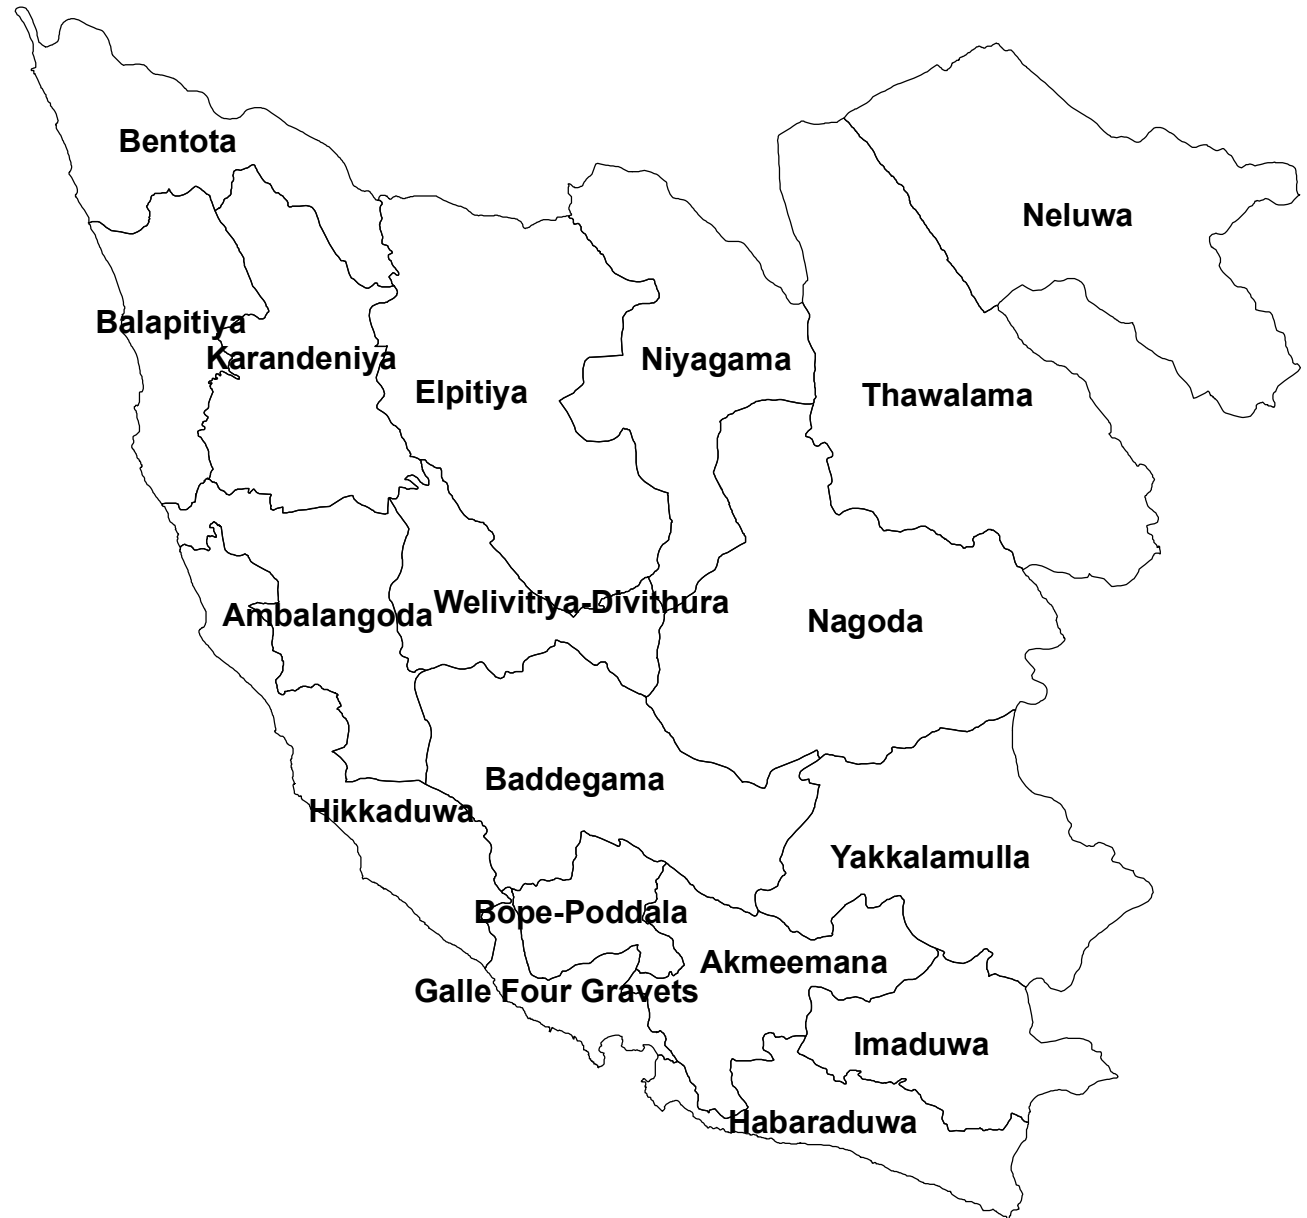 Bentota
Neluwa
Balapitiya
Karandeniya
Niyagama
Elpitiya
Thawalama
Welivitiya-Divithura
Ambalangoda
Nagoda
Baddegama
Hikkaduwa
Yakkalamulla
Bope-Poddala
Akmeemana
Galle Four Gravets
Imaduwa
Habaraduwa